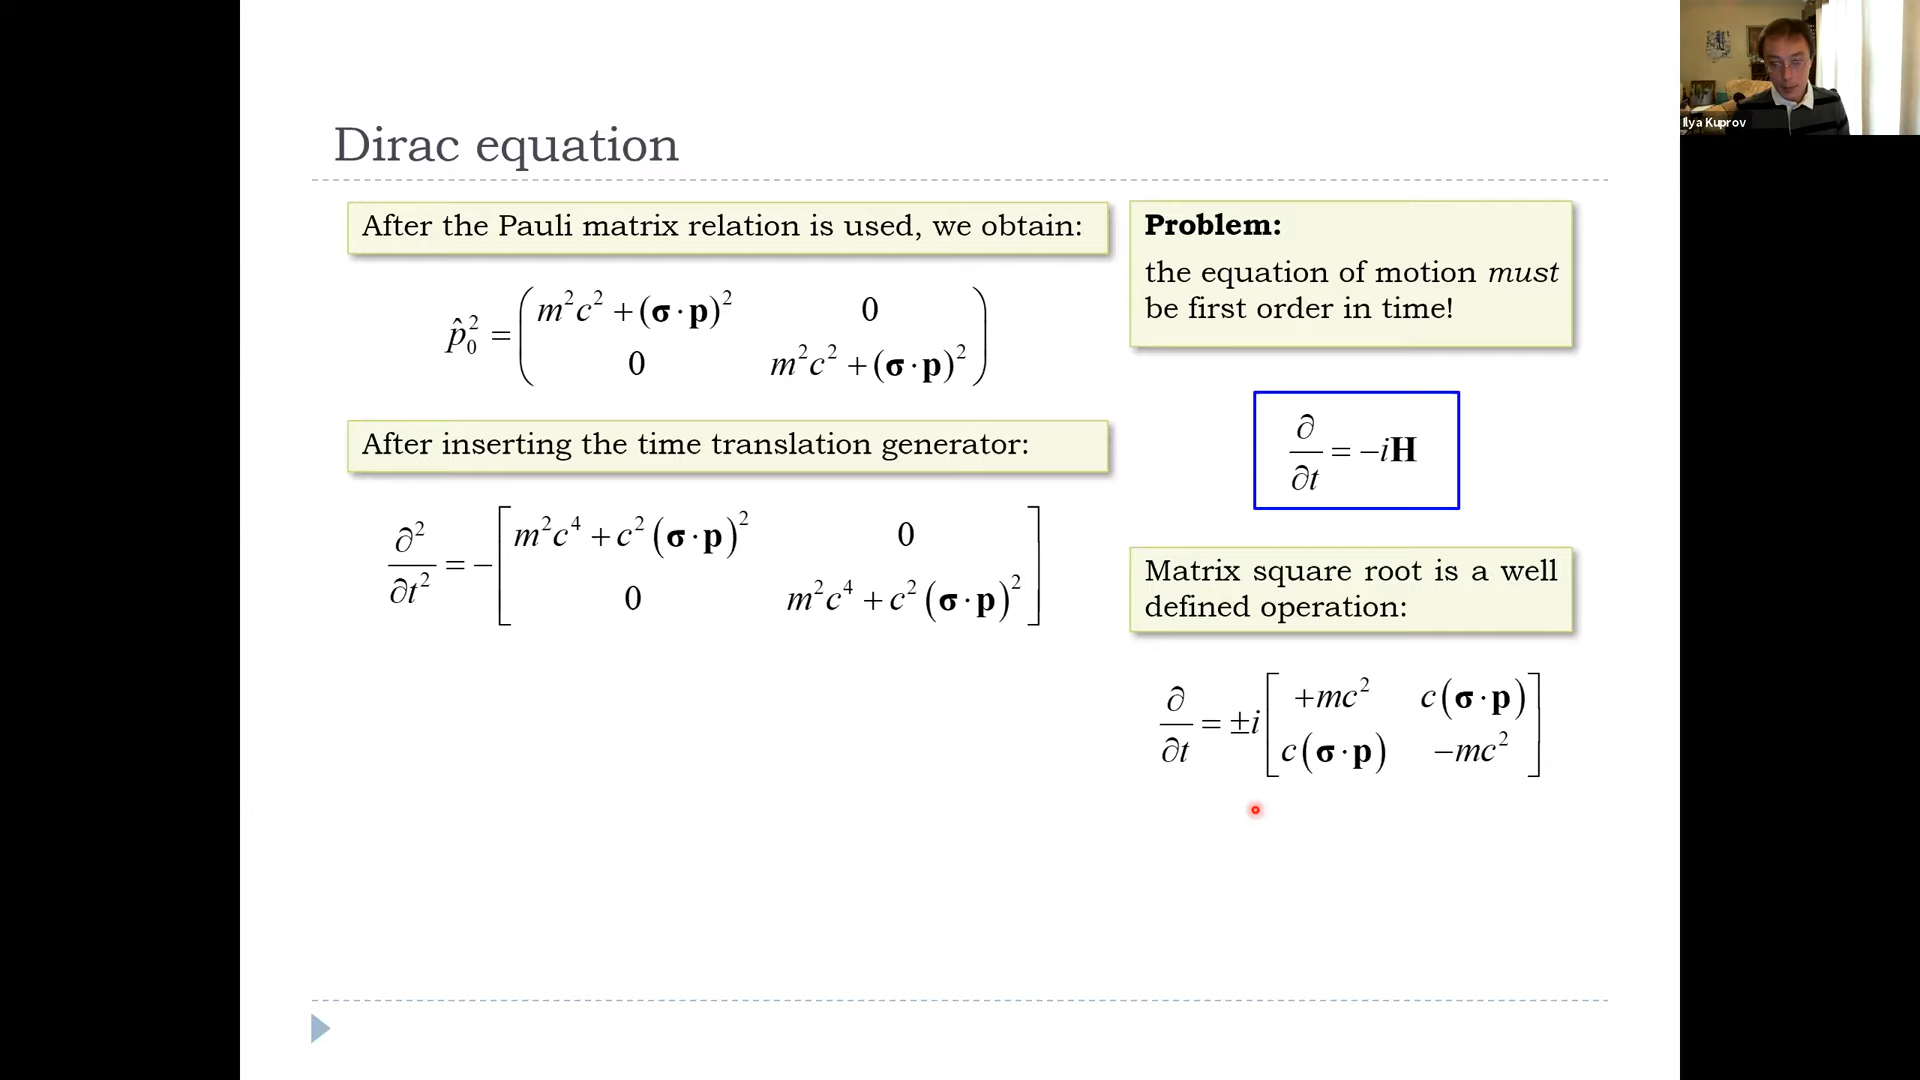 Ilya Kuprov
Dirac equation
After the Pauli matrix relation is used, we obtain:
p̂₀² = ( m²c² + (σ · p)² 0
0 m²c² + (σ · p)² )
After inserting the time translation generator:
∂²/∂t² = − [ m²c⁴ + c² (σ · p)² 0
0 m²c⁴ + c² (σ · p)² ]
Problem:
the equation of motion must
be first order in time!
∂/∂t = −iH
Matrix square root is a well
defined operation:
∂/∂t = ±i [ +mc² c(σ · p)
c(σ · p) −mc² ]